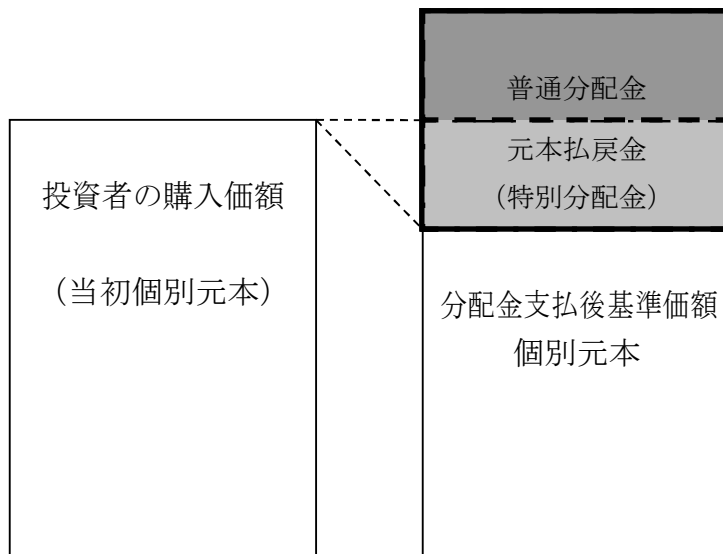 投資者の購入価額
（当初個別元本）
普通分配金
元本払戻金
（特別分配金）
分配金支払後基準価額
個別元本